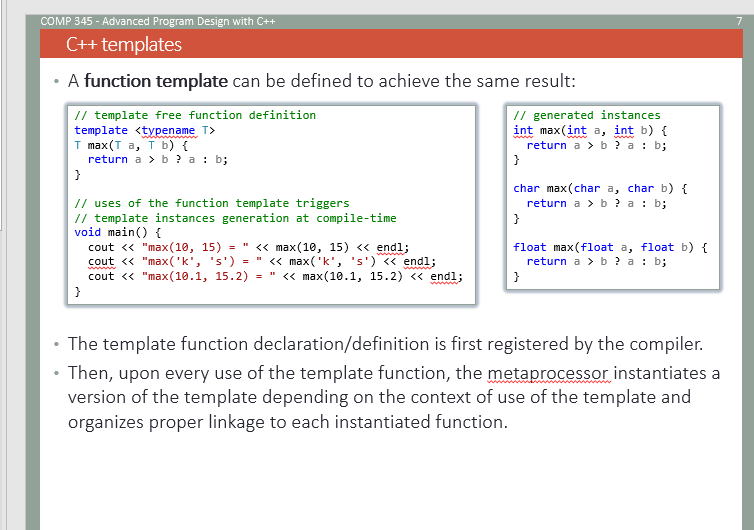 COMP 345 - Advanced Program Design with C++
7
C++ templates
• A function template can be defined to achieve the same result:
// template free function definition
template <typename T>
T max(T a, T b) {
  return a > b ? a : b;
}
// uses of the function template triggers
// template instances generation at compile-time
void main() {
  cout << "max(10, 15) = " << max(10, 15) << endl;
  cout << "max('k', 's') = " << max('k', 's') << endl;
  cout << "max(10.1, 15.2) = " << max(10.1, 15.2) << endl;
}
// generated instances
int max(int a, int b) {
  return a > b ? a : b;
}
char max(char a, char b) {
  return a > b ? a : b;
}
float max(float a, float b) {
  return a > b ? a : b;
}
• The template function declaration/definition is first registered by the compiler.
• Then, upon every use of the template function, the metaprocessor instantiates a
version of the template depending on the context of use of the template and
organizes proper linkage to each instantiated function.